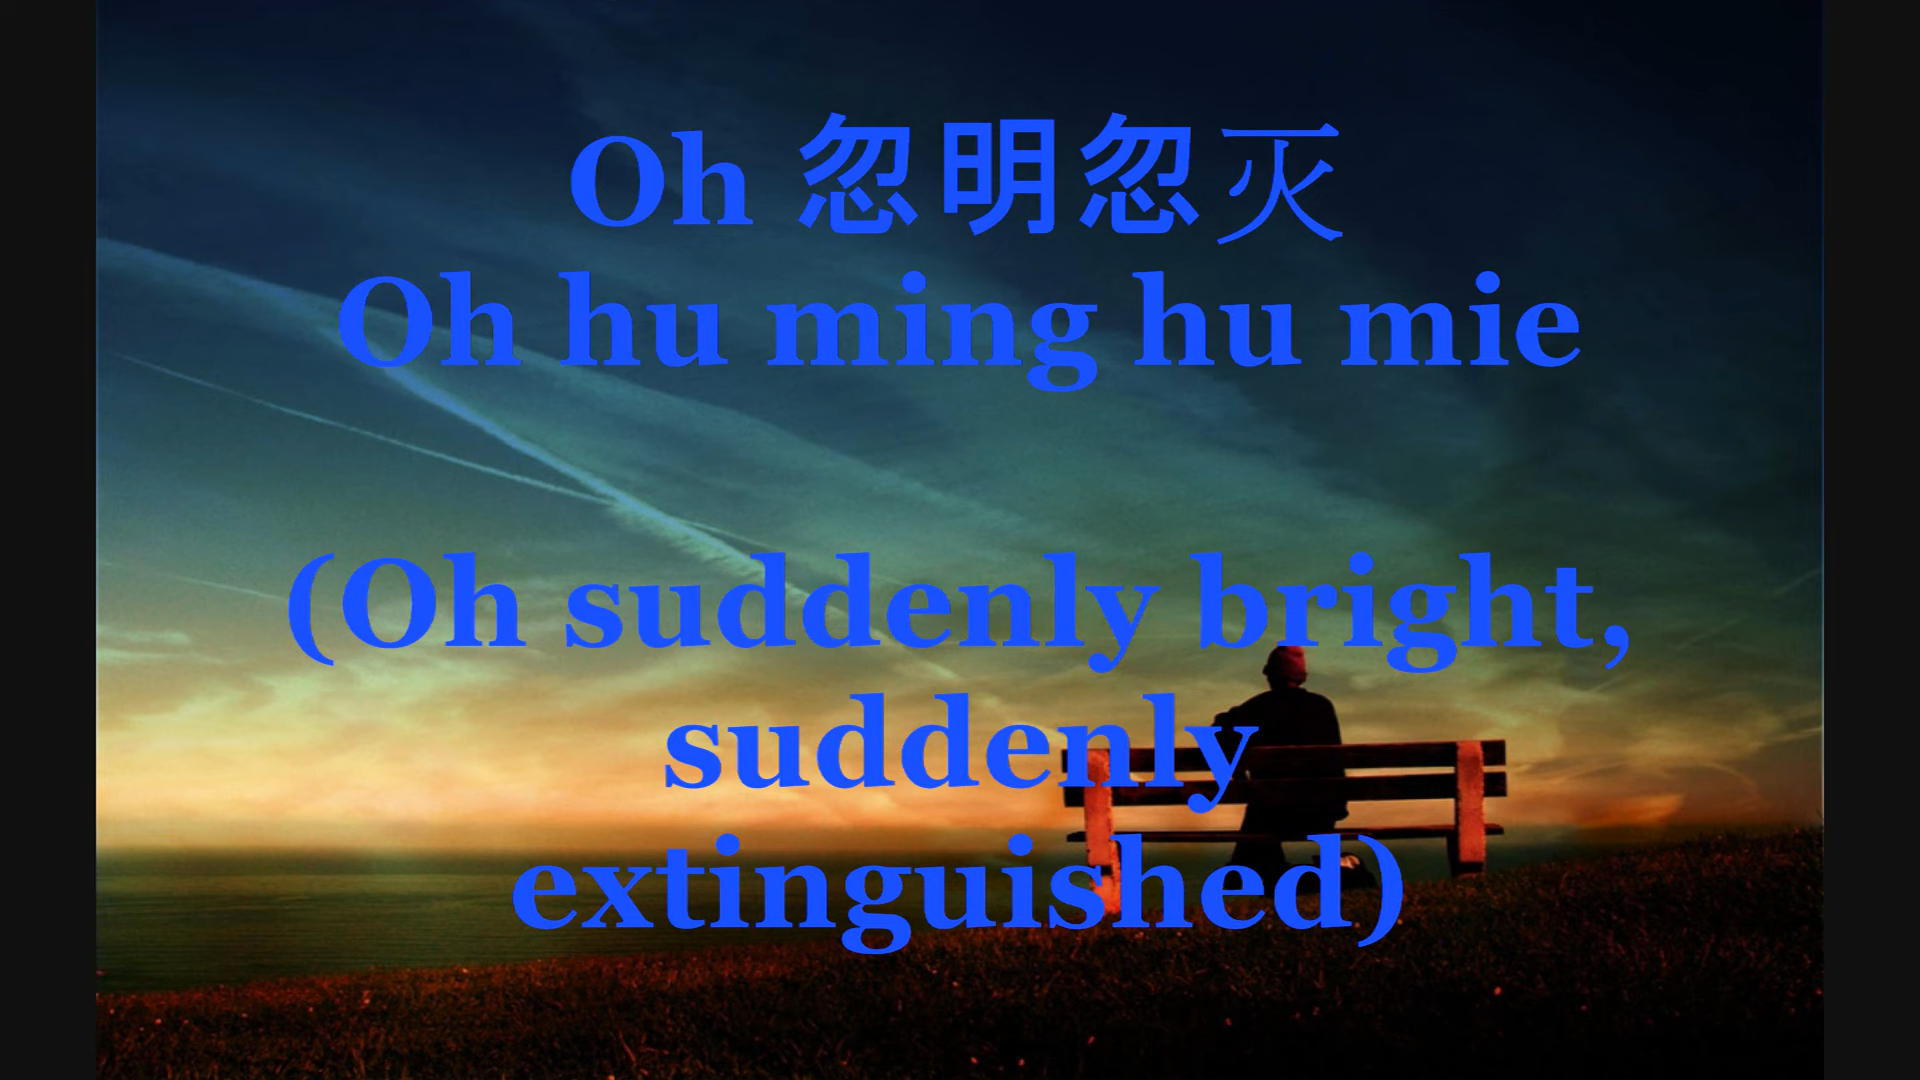 Oh 忽明忽灭
Oh hu ming hu mie
(Oh suddenly bright,
suddenly
extinguished)